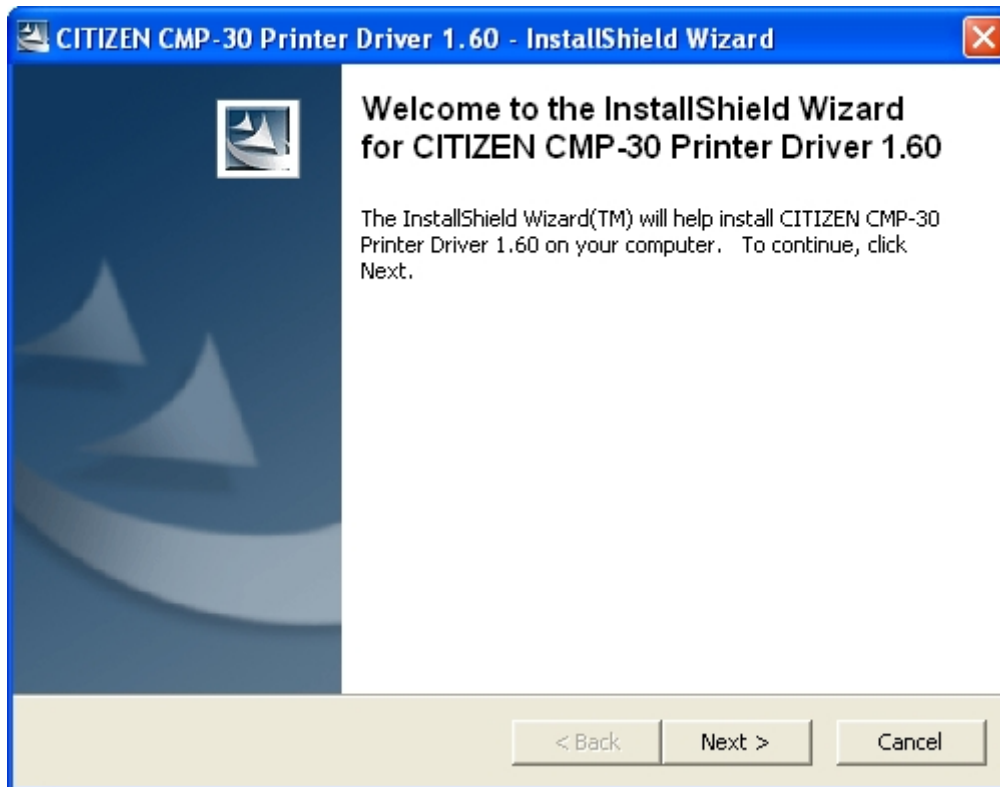 CITIZEN CMP-30 Printer Driver 1.60 - InstallShield Wizard
Welcome to the InstallShield Wizard
for CITIZEN CMP-30 Printer Driver 1.60
The InstallShield Wizard(TM) will help install CITIZEN CMP-30
Printer Driver 1.60 on your computer. To continue, click
Next.
< Back
Next >
Cancel